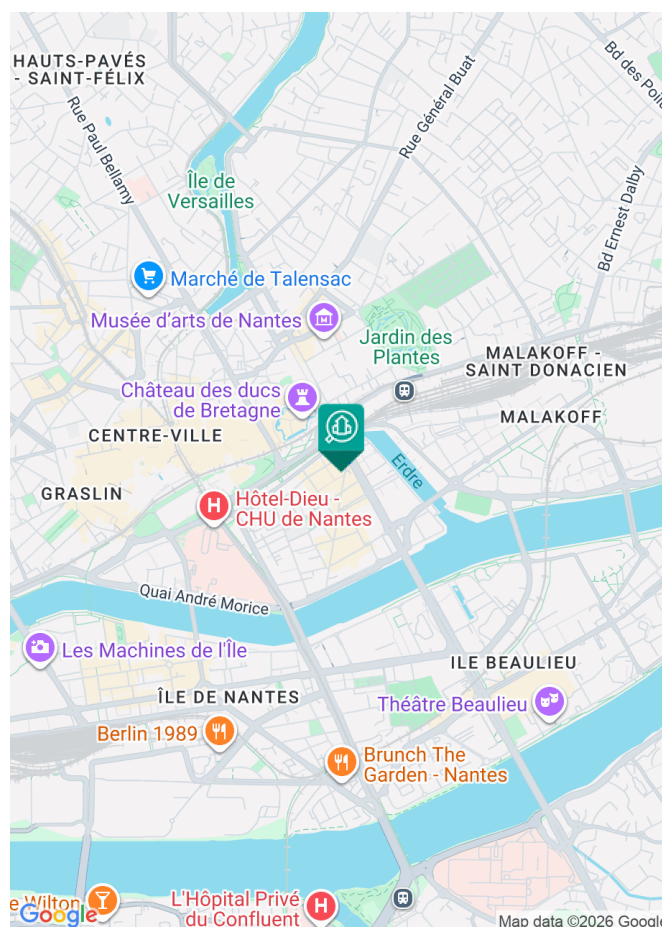 HAUTS-PAVÉS
- SAINT-FÉLIX
Bd des
Rue Général Buat
Rue Paul Bellamy
Île de
Versailles
Bd Ernest Dalby
Marché de Talensac
Musée d'arts de Nantes
Jardin des
Plantes
MALAKOFF -
SAINT DONACIEN
Château des ducs
de Bretagne
MALAKOFF
CENTRE-VILLE
Erdre
GRASLIN
Hôtel-Dieu -
CHU de Nantes
H
Quai André Morice
Les Machines de l'Île
ILE BEAULIEU
ÎLE DE NANTES
Théâtre Beaulieu
Berlin 1989
Brunch The
Garden - Nantes
e Wilton
L'Hôpital Privé
du Confluent
H
Google
Map data ©2026 Google